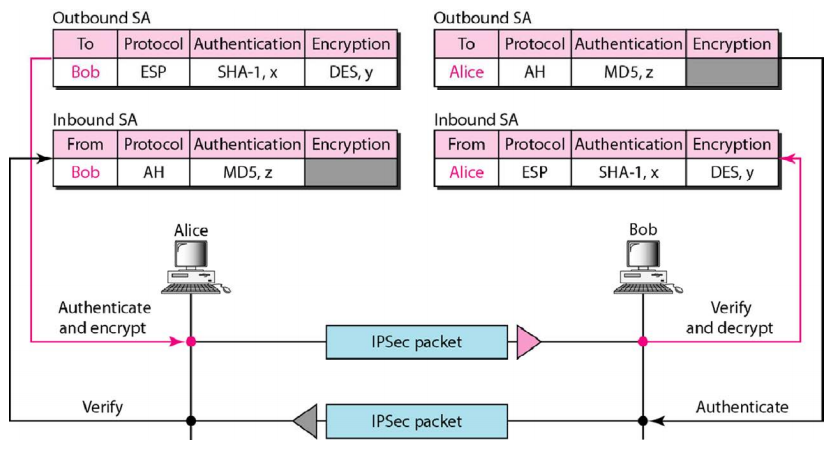 Outbound SA
To Protocol Authentication Encryption
Bob ESP SHA-1, x DES, y
Outbound SA
To Protocol Authentication Encryption
Alice AH MD5, z
Inbound SA
From Protocol Authentication Encryption
Bob AH MD5, z
Inbound SA
From Protocol Authentication Encryption
Alice ESP SHA-1, x DES, y
Alice
Bob
Authenticate
and encrypt
IPSec packet
Verify
and decrypt
Verify
IPSec packet
Authenticate